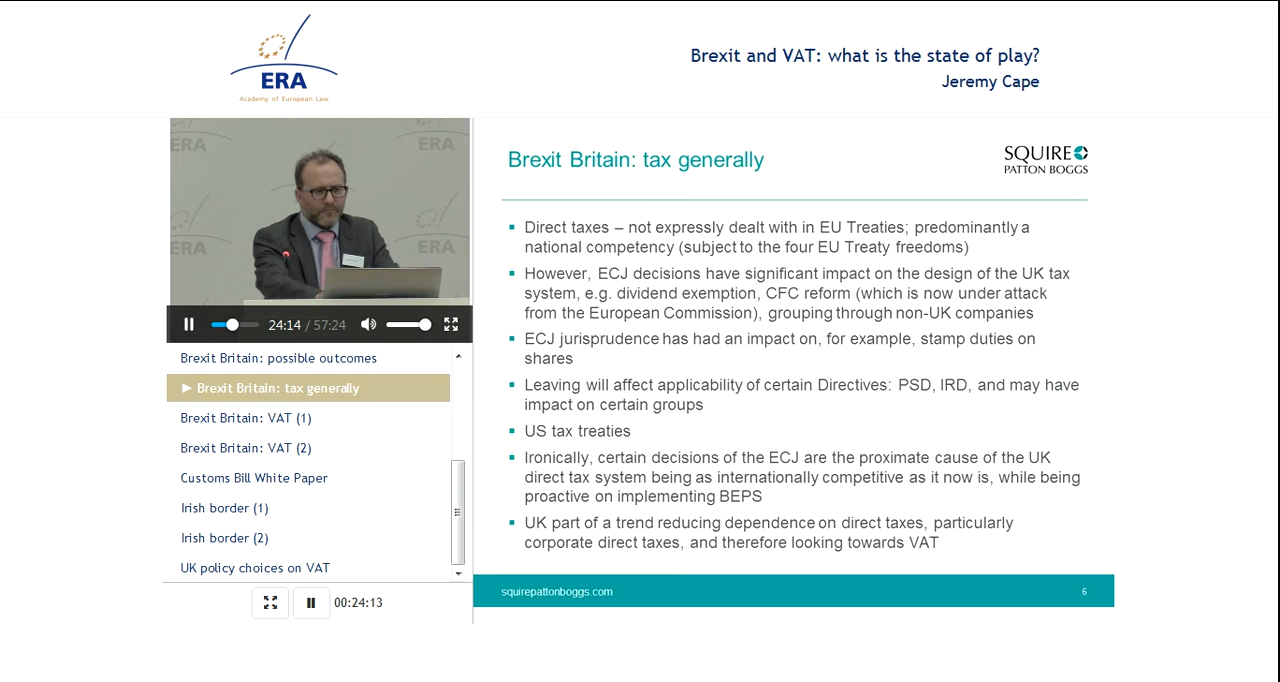 ERA
Academy of European Law
Brexit and VAT: what is the state of play?
Jeremy Cape
ERA
ERA
ERA
ERA
24:14 / 57:24
Brexit Britain: possible outcomes
► Brexit Britain: tax generally
Brexit Britain: VAT (1)
Brexit Britain: VAT (2)
Customs Bill White Paper
Irish border (1)
Irish border (2)
UK policy choices on VAT
00:24:13
Brexit Britain: tax generally
SQUIRE
PATTON BOGGS
▪ Direct taxes – not expressly dealt with in EU Treaties; predominantly a
national competency (subject to the four EU Treaty freedoms)
▪ However, ECJ decisions have significant impact on the design of the UK tax
system, e.g. dividend exemption, CFC reform (which is now under attack
from the European Commission), grouping through non-UK companies
▪ ECJ jurisprudence has had an impact on, for example, stamp duties on
shares
▪ Leaving will affect applicability of certain Directives: PSD, IRD, and may have
impact on certain groups
▪ US tax treaties
▪ Ironically, certain decisions of the ECJ are the proximate cause of the UK
direct tax system being as internationally competitive as it now is, while being
proactive on implementing BEPS
▪ UK part of a trend reducing dependence on direct taxes, particularly
corporate direct taxes, and therefore looking towards VAT
squirepattonboggs.com
6